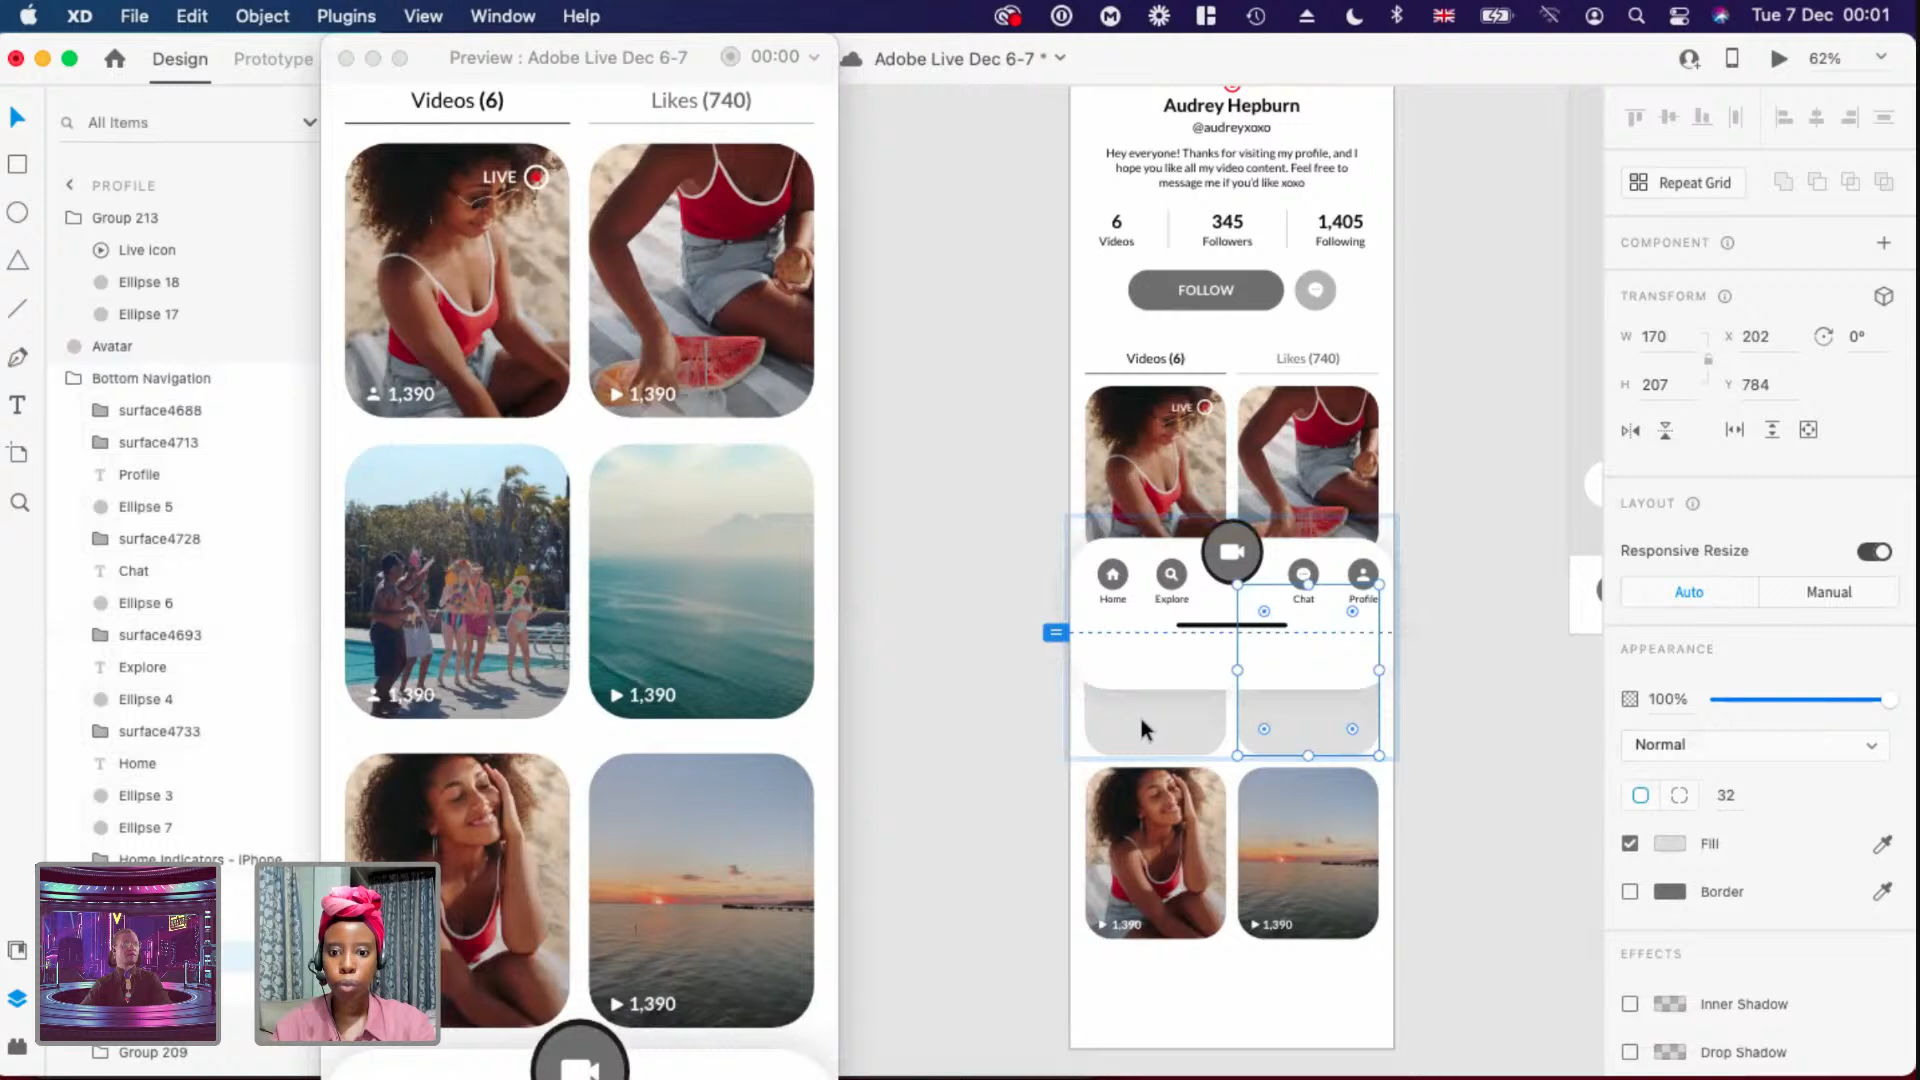 XD File Edit Object Plugins View Window Help
Tue 7 Dec 00:01
Design Prototype
Preview : Adobe Live Dec 6-7
00:00
Adobe Live Dec 6-7 *
62%
All Items
PROFILE
Group 213
Live icon
Ellipse 18
Ellipse 17
Avatar
Bottom Navigation
surface4688
surface4713
Profile
Ellipse 5
surface4728
Chat
Ellipse 6
surface4693
Explore
Ellipse 4
surface4733
Home
Ellipse 3
Ellipse 7
Home Indicators - iPhone
Group 209
Videos (6)
Likes (740)
LIVE
1,390
1,390
1,390
1,390
1,390
Audrey Hepburn
@audreyxoxo
Hey everyone! Thanks for visiting my profile, and I
hope you like all my video content. Feel free to
message me if you'd like xoxo
6
345
1,405
Videos
Followers
Following
FOLLOW
Videos (6)
Likes (740)
LIVE
Home
Explore
Chat
Profile
1,390
1,390
Repeat Grid
COMPONENT
TRANSFORM
W 170
X 202
0°
H 207
Y 784
LAYOUT
Responsive Resize
Auto
Manual
APPEARANCE
100%
Normal
32
Fill
Border
EFFECTS
Inner Shadow
Drop Shadow